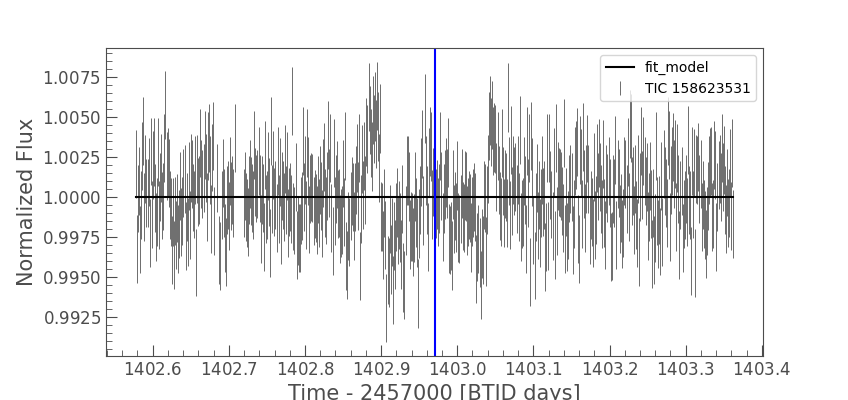 fit_model
TIC 158623531
1.0075
1.0050
1.0025
1.0000
0.9975
0.9950
0.9925
Normalized Flux
1402.6 1402.7 1402.8 1402.9 1403.0 1403.1 1403.2 1403.3 1403.4
Time - 2457000 [BTJD days]